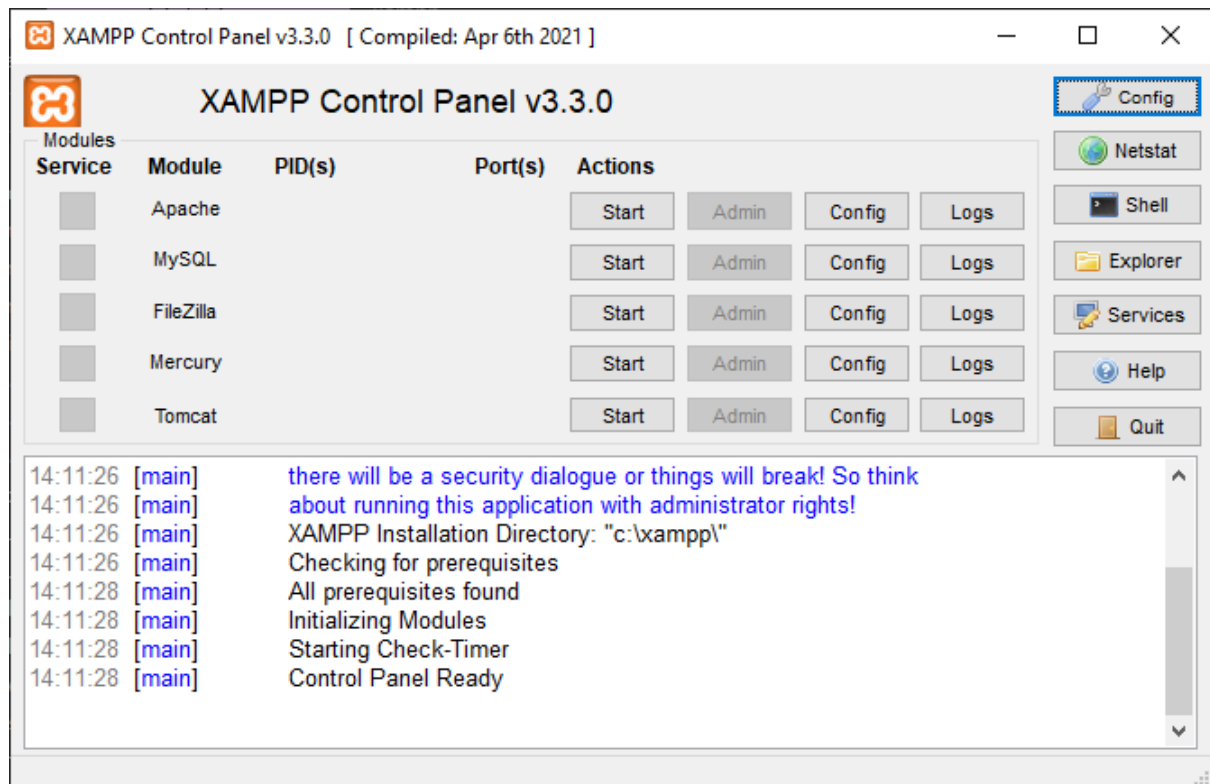 XAMPP Control Panel v3.3.0 [ Compiled: Apr 6th 2021 ]
XAMPP Control Panel v3.3.0
Config
Netstat
Shell
Explorer
Services
Help
Quit
Modules
Service Module PID(s) Port(s) Actions
Apache Start Admin Config Logs
MySQL Start Admin Config Logs
FileZilla Start Admin Config Logs
Mercury Start Admin Config Logs
Tomcat Start Admin Config Logs
14:11:26 [main] there will be a security dialogue or things will break! So think
14:11:26 [main] about running this application with administrator rights!
14:11:26 [main] XAMPP Installation Directory: "c:\xampp\"
14:11:26 [main] Checking for prerequisites
14:11:28 [main] All prerequisites found
14:11:28 [main] Initializing Modules
14:11:28 [main] Starting Check-Timer
14:11:28 [main] Control Panel Ready